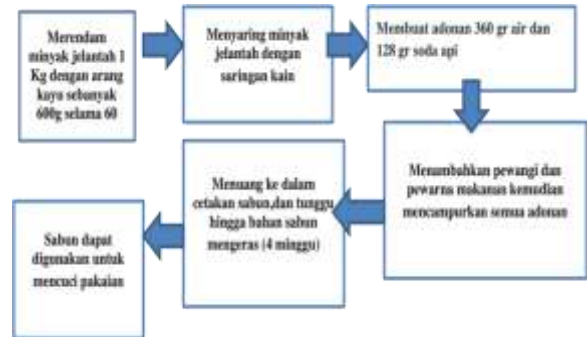 Merendam
minyak jelantah 1
Kg dengan arang
kayu sebanyak
600g selama 60
Menyaring minyak
jelantah dengan
saringan kain
Membuat adonan 360 gr air dan
128 gr soda api
Menambahkan pewangi dan
pewarna makanan kemudian
mencampurkan semua adonan
Menuang ke dalam
cetakan sabun,dan tunggu
hingga bahan sabun
mengeras (4 minggu)
Sabun dapat
digunakan untuk
mencuci pakaian